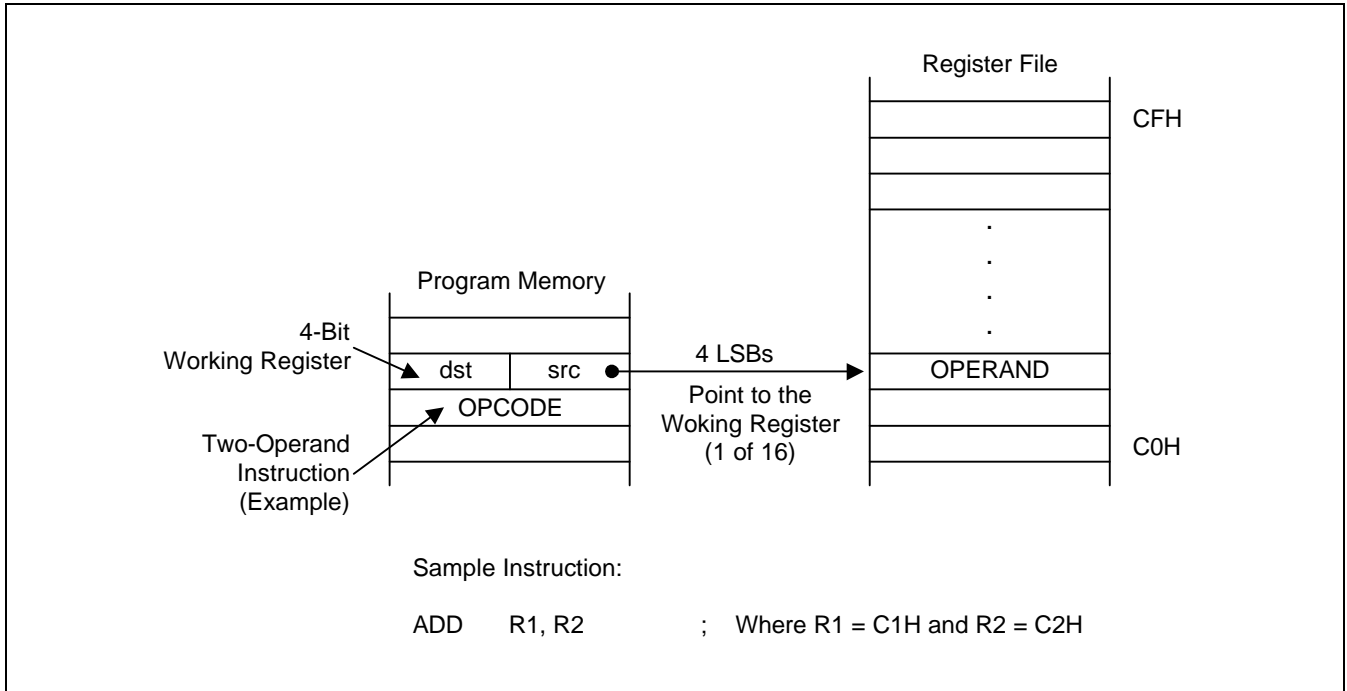 Register File
CFH
.
.
.
.
Program Memory
4-Bit
Working Register
dst src
4 LSBs
OPERAND
OPCODE
Point to the
Woking Register
(1 of 16)
Two-Operand
Instruction
(Example)
C0H
Sample Instruction:
ADD R1, R2 ; Where R1 = C1H and R2 = C2H